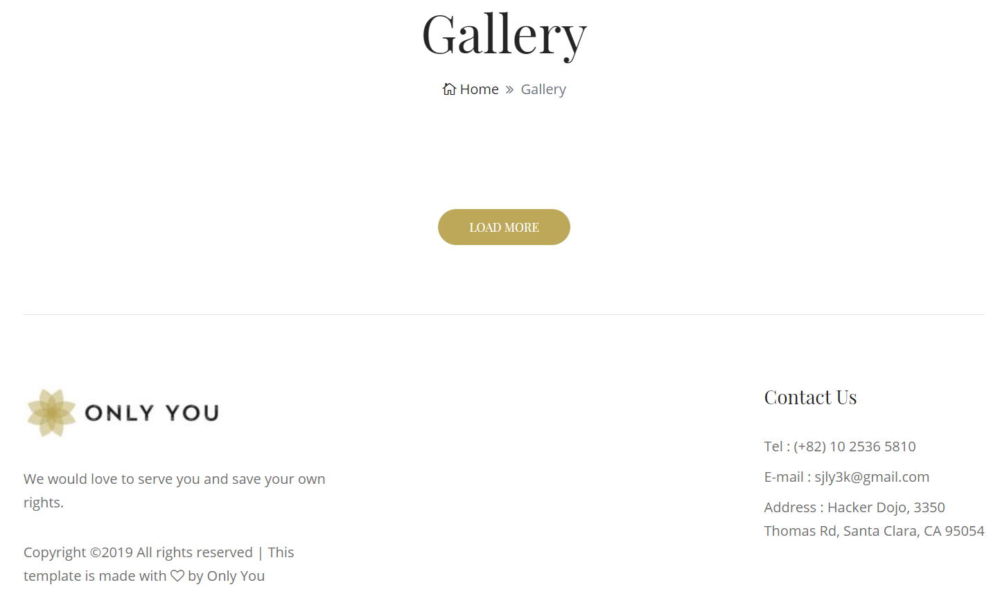 Gallery
Home » Gallery
LOAD MORE
ONLY YOU
We would love to serve you and save your own
rights.
Copyright ©2019 All rights reserved | This
template is made with ♡ by Only You
Contact Us
Tel : (+82) 10 2536 5810
E-mail : sjly3k@gmail.com
Address : Hacker Dojo, 3350
Thomas Rd, Santa Clara, CA 95054